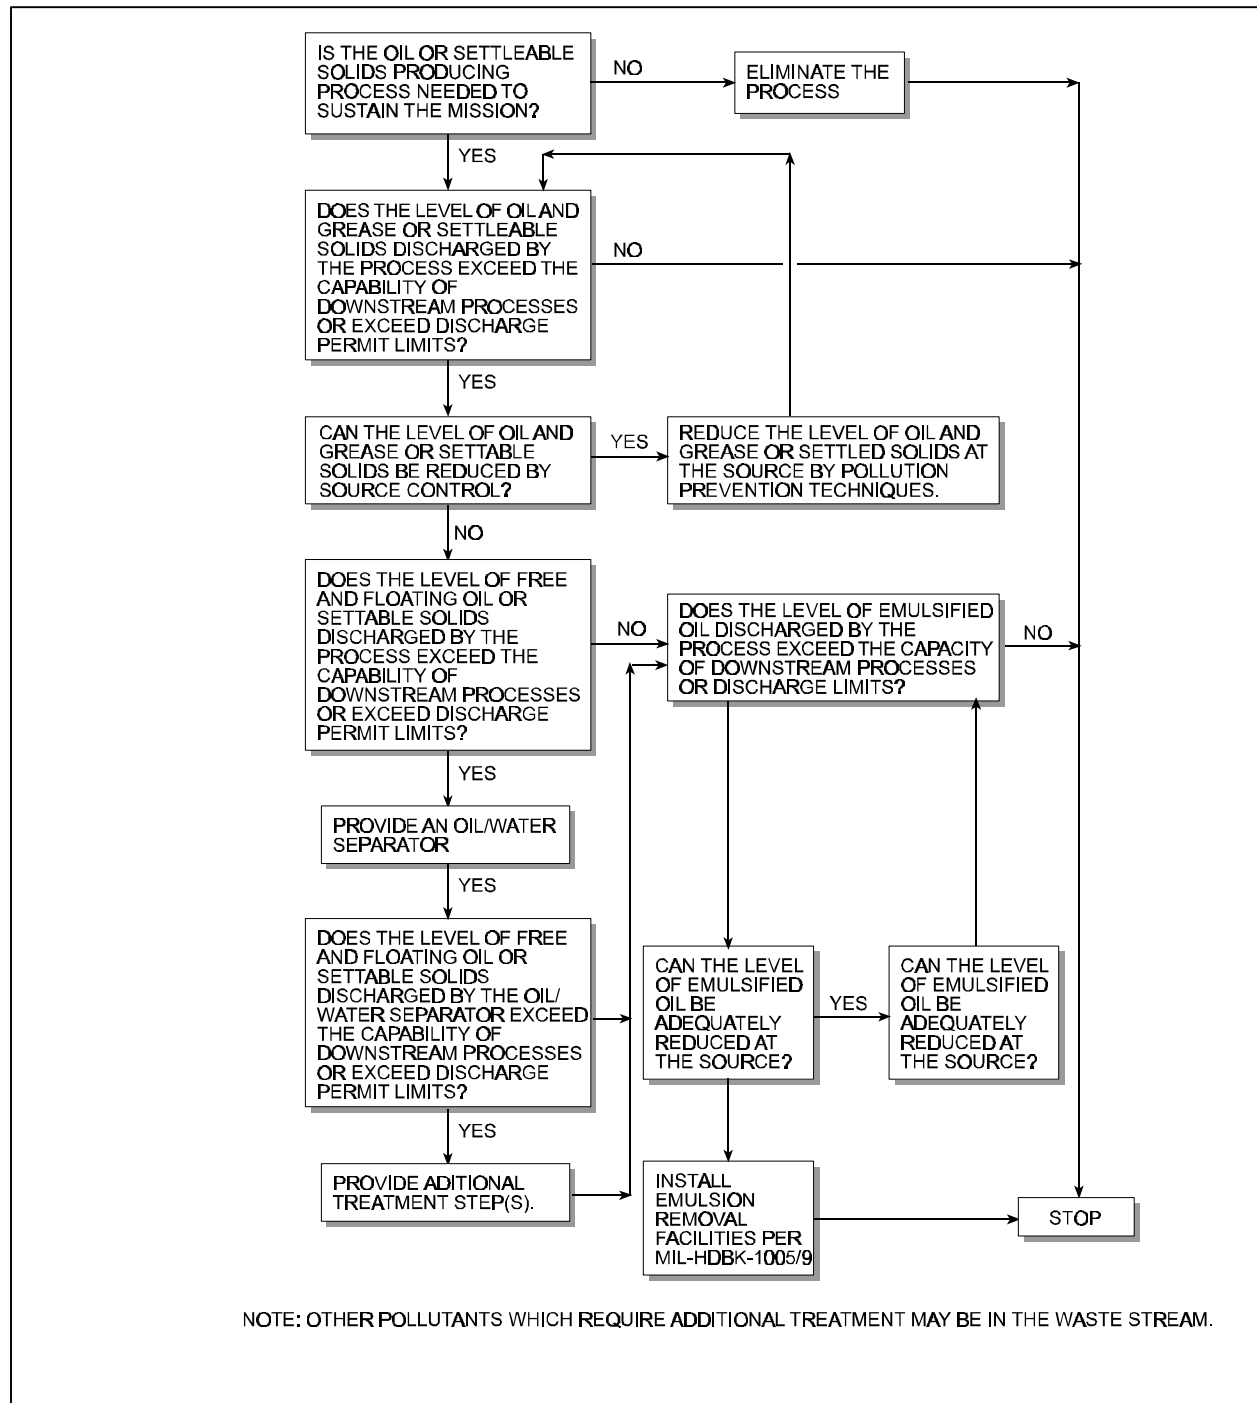 IS THE OIL OR SETTLEABLE
SOLIDS PRODUCING
PROCESS NEEDED TO
SUSTAIN THE MISSION?
NO
ELIMINATE THE
PROCESS
YES
DOES THE LEVEL OF OIL AND
GREASE OR SETTLEABLE
SOLIDS DISCHARGED BY
THE PROCESS EXCEED THE
CAPABILITY OF
DOWNSTREAM PROCESSES
OR EXCEED DISCHARGE
PERMIT LIMITS?
NO
YES
CAN THE LEVEL OF OIL AND
GREASE OR SETTABLE
SOLIDS BE REDUCED BY
SOURCE CONTROL?
YES
REDUCE THE LEVEL OF OIL AND
GREASE OR SETTLED SOLIDS AT
THE SOURCE BY POLLUTION
PREVENTION TECHNIQUES.
NO
DOES THE LEVEL OF FREE
AND FLOATING OIL OR
SETTABLE SOLIDS
DISCHARGED BY THE
PROCESS EXCEED THE
CAPABILITY OF
DOWNSTREAM PROCESSES
OR EXCEED DISCHARGE
PERMIT LIMITS?
NO
DOES THE LEVEL OF EMULSIFIED
OIL DISCHARGED BY THE
PROCESS EXCEED THE CAPACITY
OF DOWNSTREAM PROCESSES
OR DISCHARGE LIMITS?
NO
YES
PROVIDE AN OIL/WATER
SEPARATOR
YES
DOES THE LEVEL OF FREE
AND FLOATING OIL OR
SETTABLE SOLIDS
DISCHARGED BY THE OIL/
WATER SEPARATOR EXCEED
THE CAPABILITY OF
DOWNSTREAM PROCESSES
OR EXCEED DISCHARGE
PERMIT LIMITS?
CAN THE LEVEL
OF EMULSIFIED
OIL BE
ADEQUATELY
REDUCED AT
THE SOURCE?
YES
CAN THE LEVEL
OF EMULSIFIED
OIL BE
ADEQUATELY
REDUCED AT
THE SOURCE?
YES
PROVIDE ADITIONAL
TREATMENT STEP(S).
INSTALL
EMULSION
REMOVAL
FACILITIES PER
MIL-HDBK-1005/9
STOP
NOTE: OTHER POLLUTANTS WHICH REQUIRE ADDITIONAL TREATMENT MAY BE IN THE WASTE STREAM.